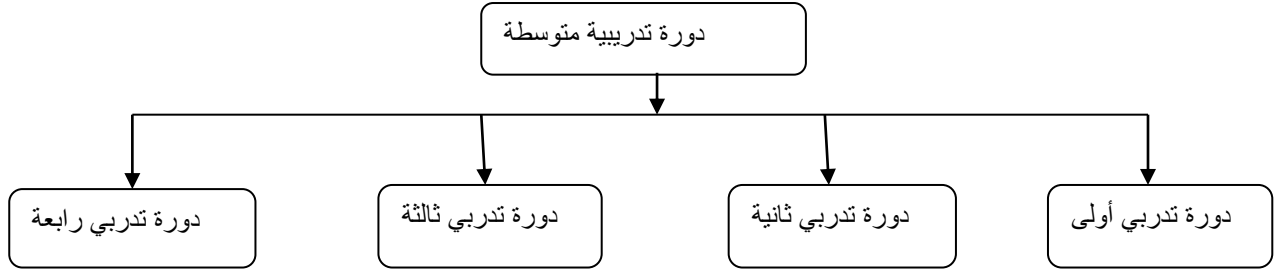 دورة تدريبية متوسطة
دورة تدربي أولى
دورة تدربي ثانية
دورة تدربي ثالثة
دورة تدربي رابعة